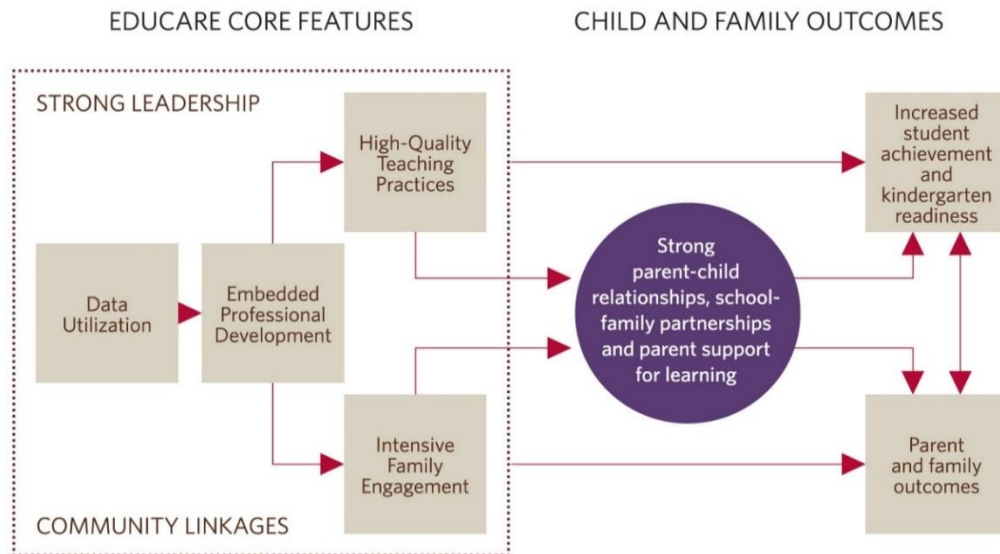 EDUCARE CORE FEATURES
CHILD AND FAMILY OUTCOMES
STRONG LEADERSHIP
High-Quality
Teaching
Practices
Increased
student
achievement
and
kindergarten
readiness
Data
Utilization
Embedded
Professional
Development
Strong
parent-child
relationships, school-
family partnerships
and parent support
for learning
Intensive
Family
Engagement
Parent
and family
outcomes
COMMUNITY LINKAGES